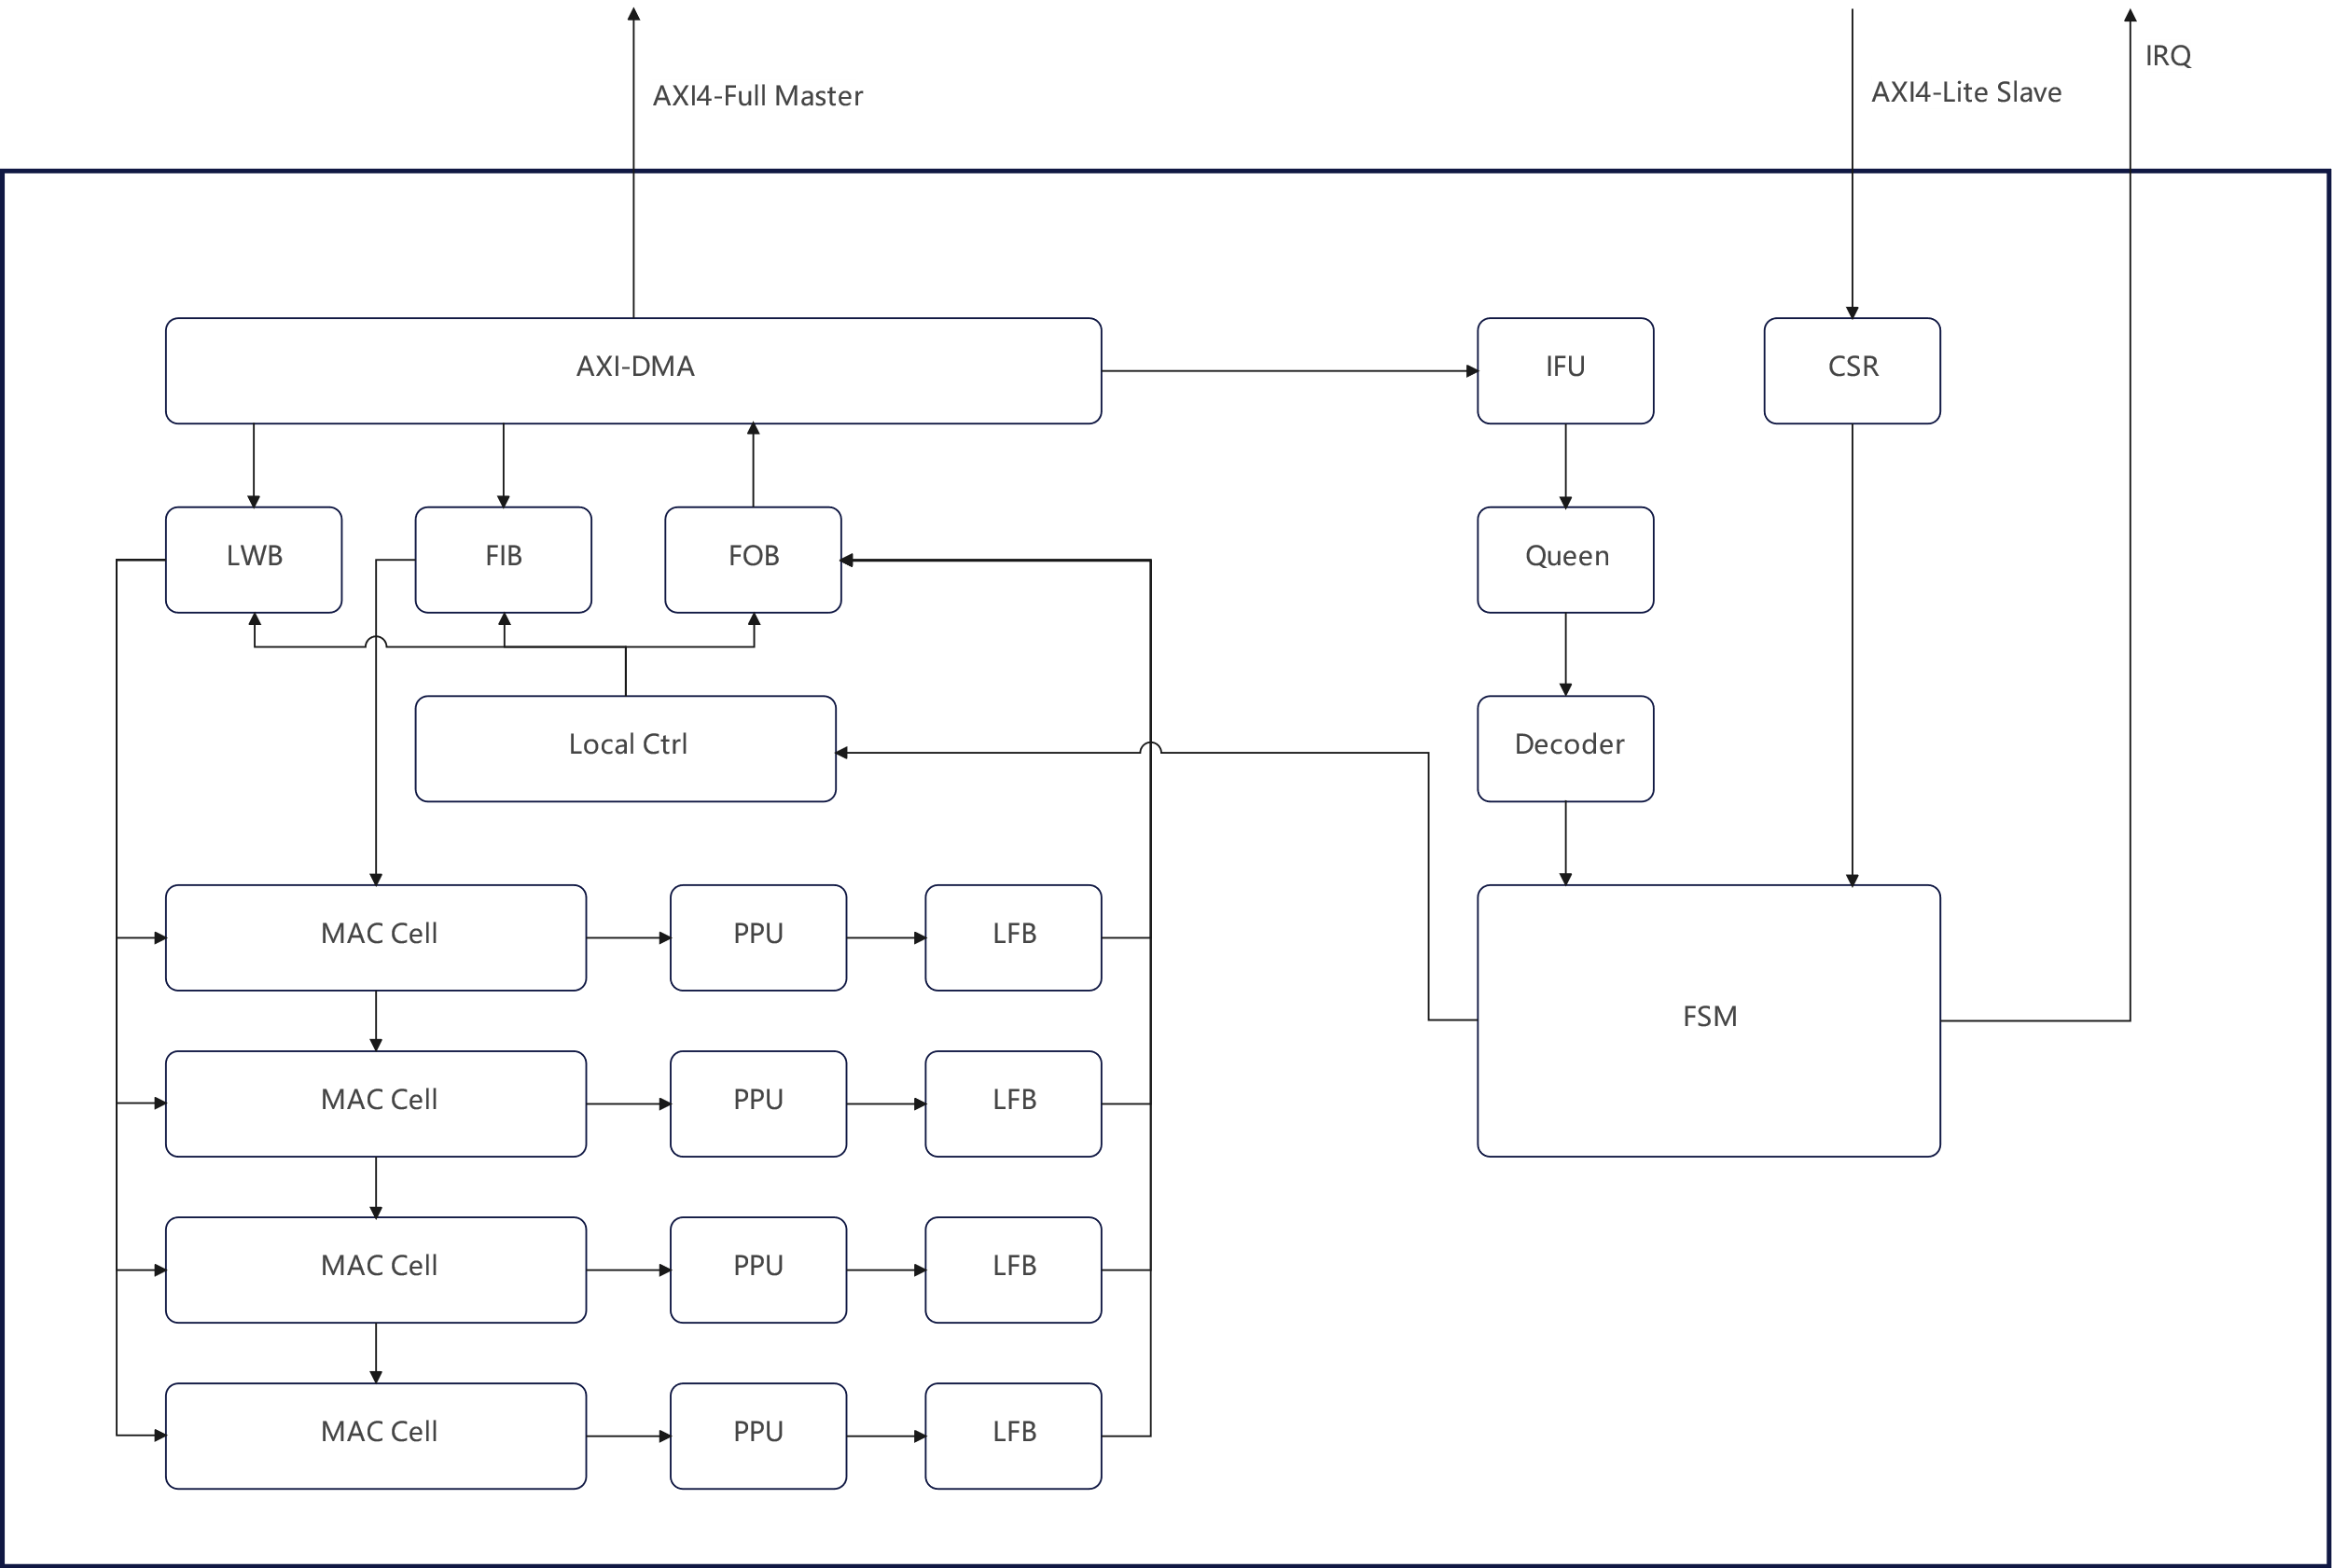 IRQ
AXI4-Full Master
AXI4-Lite Slave
AXI-DMA
IFU
CSR
LWB
FIB
FOB
Queen
Local Ctrl
Decoder
MAC Cell
PPU
LFB
FSM
MAC Cell
PPU
LFB
MAC Cell
PPU
LFB
MAC Cell
PPU
LFB